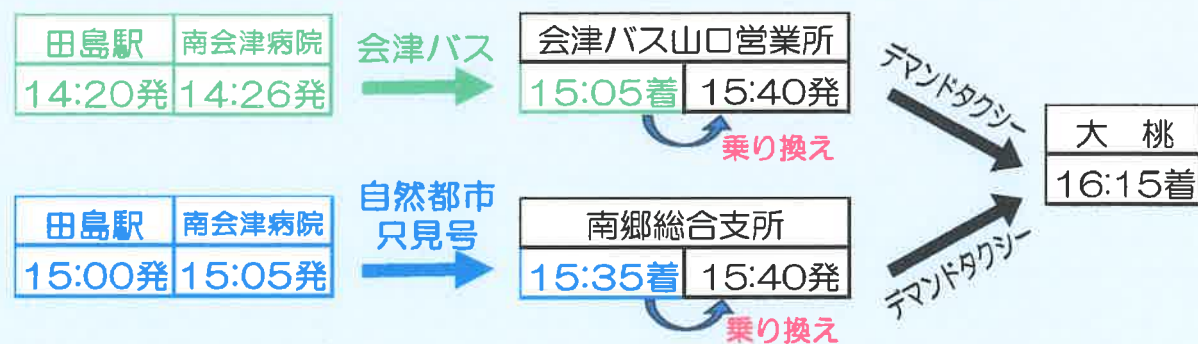 田島駅 南会津病院
14:20発 14:26発
会津バス
会津バス山口営業所
15:05着 15:40発
乗り換え
デマンドタクシー
田島駅 南会津病院
15:00発 15:05発
自然都市
只見号
南郷総合支所
15:35着 15:40発
乗り換え
デマンドタクシー
大 桃
16:15着